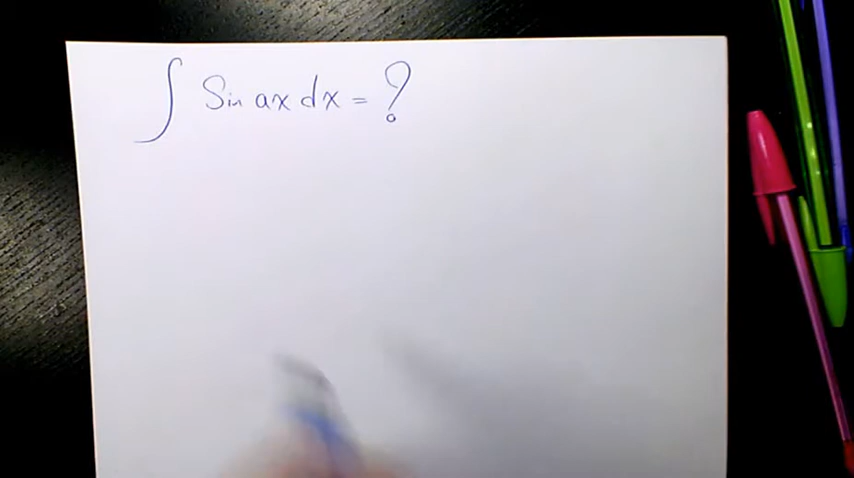 ∫ Sin ax dx = ?